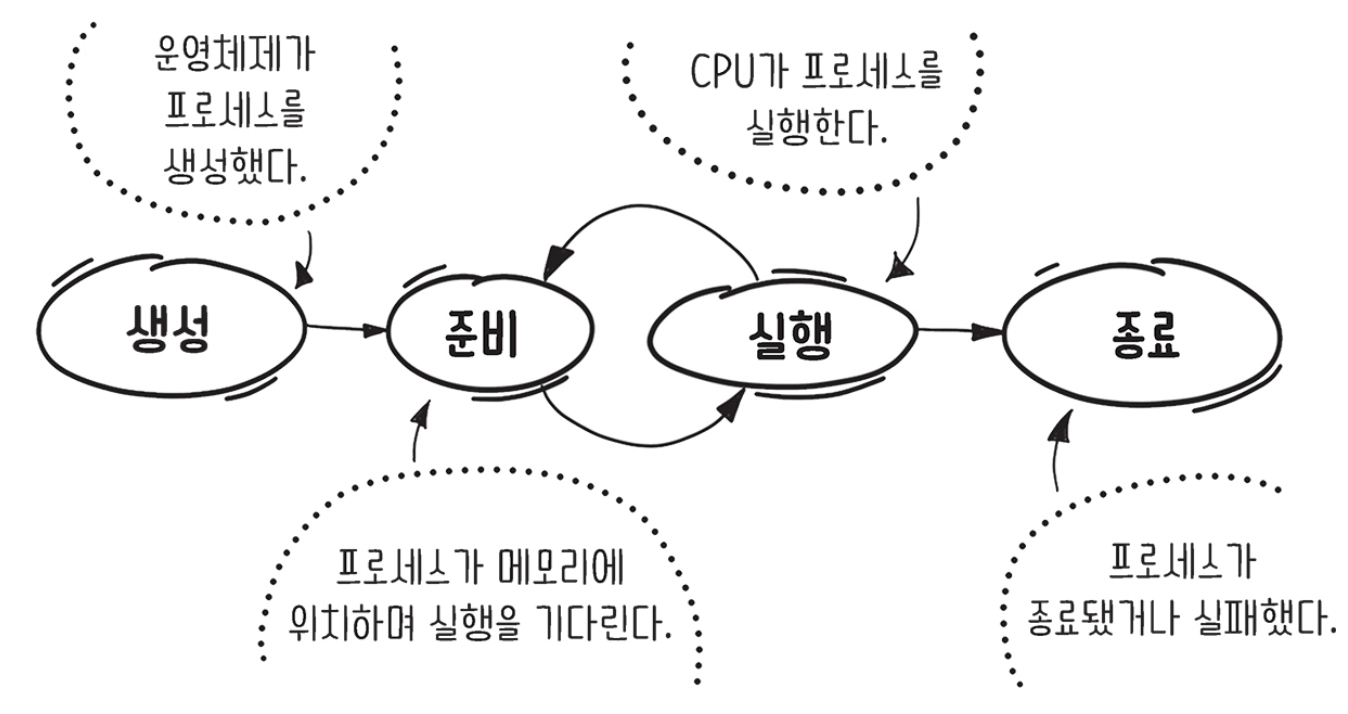 운영체제가
프로세스를
생성했다.
CPU가 프로세스를
실행한다.
생성
준비
실행
종료
프로세스가 메모리에
위치하며 실행을 기다린다.
프로세스가
종료됐거나 실패했다.